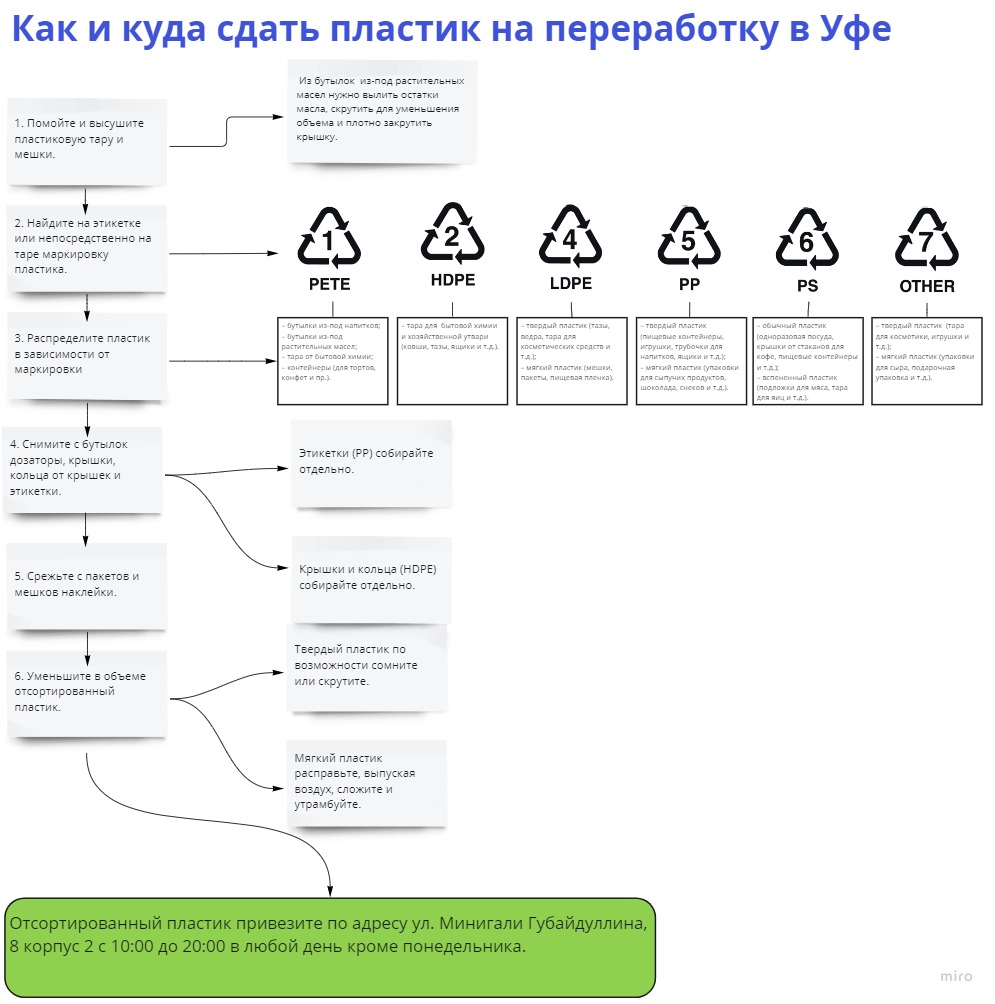 Как и куда сдать пластик на переработку в Уфе
Из бутылок из-под растительных
масел нужно вылить остатки
масла, скрутить для уменьшения
объема и плотно закрутить
крышку.
1. Помойте и высушите
пластиковую тару и
мешки.
2. Найдите на этикетке
или непосредственно на
таре маркировку
пластика.
1
PETE
2
HDPE
4
LDPE
5
PP
6
PS
7
OTHER
3. Распределите пластик
в зависимости от
маркировки
– бутылки из-под напитков;
– бутылки из-под
растительных масел;
– тара от бытовой химии;
– контейнеры (для тортов,
конфет и пр.).
– тара для бытовой химии
и хозяйственной утвари
(ковши, тазы, ящики и т.д.).
– твердый пластик (тазы,
ведра, тара для
косметических средств и
т.д.);
– мягкий пластик (мешки,
пакеты, пищевая пленка).
– твердый пластик
(пищевые контейнеры,
игрушки, трубочки для
напитков, ящики и т.д.);
– мягкий пластик (упаковки
для сыпучих продуктов,
шоколада, снеков и т.д.).
– обычный пластик
(одноразовая посуда,
крышки от стаканов для
кофе, пищевые контейнеры
и т.д.);
– вспененный пластик
(подложки для мяса, тара
для яиц и т.д.).
– твердый пластик (тара
для косметики, игрушки и
т.д.);
– мягкий пластик (упаковки
для сыра, подарочная
упаковка и т.д.).
4. Снимите с бутылок
дозаторы, крышки,
кольца от крышек и
этикетки.
Этикетки (PP) собирайте
отдельно.
Крышки и кольца (HDPE)
собирайте отдельно.
5. Срежьте с пакетов и
мешков наклейки.
6. Уменьшите в объеме
отсортированный
пластик.
Твердый пластик по
возможности сомните
или скрутите.
Мягкий пластик
расправьте, выпуская
воздух, сложите и
утрамбуйте.
Отсортированный пластик привезите по адресу ул. Минигали Губайдуллина,
8 корпус 2 с 10:00 до 20:00 в любой день кроме понедельника.
miro